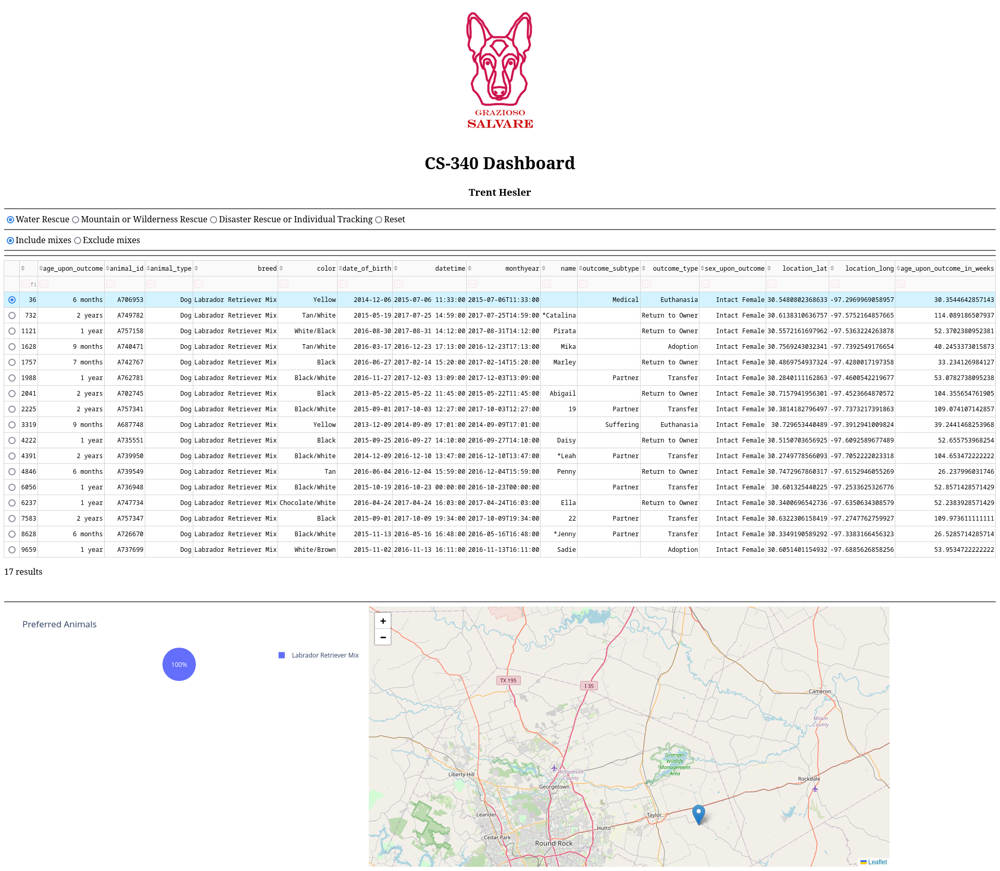 GRAZIOSO
SALVARE
CS-340 Dashboard
Trent Hesler
Water Rescue Mountain or Wilderness Rescue Disaster Rescue or Individual Tracking Reset
Include mixes Exclude mixes
age_upon_outcome animal_id animal_type breed color date_of_birth datetime monthyear name outcome_subtype outcome_type sex_upon_outcome location_lat location_long age_upon_outcome_in_weeks
Aa fi Aa Aa Aa Aa Aa Aa Aa Aa Aa Aa Aa Aa Aa Aa Aa
36 6 months A706953 Dog Labrador Retriever Mix Yellow 2014-12-06 2015-07-06 11:33:00 2015-07-06T11:33:00 Medical Euthanasia Intact Female 30.5480802368633 -97.2969969058957 30.3544642857143
732 2 years A749782 Dog Labrador Retriever Mix Tan/White 2015-05-19 2017-07-25 14:59:00 2017-07-25T14:59:00 *Catalina Return to Owner Intact Female 30.6138310636757 -97.5752164857665 114.089186507937
1121 1 year A757158 Dog Labrador Retriever Mix White/Black 2016-08-30 2017-08-31 14:12:00 2017-08-31T14:12:00 Pirata Return to Owner Intact Female 30.5572161697962 -97.5363224263878 52.3702380952381
1628 9 months A740471 Dog Labrador Retriever Mix Tan/White 2016-03-17 2016-12-23 17:13:00 2016-12-23T17:13:00 Mika Adoption Intact Female 30.7569243032341 -97.7392549176654 40.2453373015873
1757 7 months A742767 Dog Labrador Retriever Mix Black 2016-06-27 2017-02-14 15:20:00 2017-02-14T15:20:00 Marley Return to Owner Intact Female 30.4869754937324 -97.4280017197358 33.234126984127
1988 1 year A762781 Dog Labrador Retriever Mix Black/White 2016-11-27 2017-12-03 13:09:00 2017-12-03T13:09:00 Partner Transfer Intact Female 30.2840111162863 -97.4600542219677 53.0782738095238
2041 2 years A702745 Dog Labrador Retriever Mix Black 2013-05-22 2015-05-22 11:45:00 2015-05-22T11:45:00 Abigail Return to Owner Intact Female 30.7157941956301 -97.4523664870572 104.355654761905
2225 2 years A757341 Dog Labrador Retriever Mix Black/White 2015-09-01 2017-10-03 12:27:00 2017-10-03T12:27:00 19 Partner Transfer Intact Female 30.3814182796497 -97.7373217391863 109.074107142857
3319 9 months A687748 Dog Labrador Retriever Mix Yellow 2013-12-09 2014-09-09 17:01:00 2014-09-09T17:01:00 Suffering Euthanasia Intact Female 30.729653440489 -97.3912941009824 39.2441468253968
4222 1 year A735551 Dog Labrador Retriever Mix Black 2015-09-25 2016-09-27 14:10:00 2016-09-27T14:10:00 Daisy Return to Owner Intact Female 30.5150703656925 -97.6092589677489 52.655753968254
4391 2 years A739950 Dog Labrador Retriever Mix Black/White 2014-12-09 2016-12-10 13:47:00 2016-12-10T13:47:00 *Leah Partner Transfer Intact Female 30.2749778566093 -97.7052222023318 104.653472222222
4846 6 months A739549 Dog Labrador Retriever Mix Tan 2016-06-04 2016-12-04 15:59:00 2016-12-04T15:59:00 Penny Return to Owner Intact Female 30.7472967860317 -97.6152946055269 26.237996031746
6056 1 year A736948 Dog Labrador Retriever Mix Black/White 2015-10-19 2016-10-23 00:00:00 2016-10-23T00:00:00 Partner Transfer Intact Female 30.601325440225 -97.2533625326776 52.8571428571429
6237 1 year A747734 Dog Labrador Retriever Mix Chocolate/White 2016-04-24 2017-04-24 16:03:00 2017-04-24T16:03:00 Ella Return to Owner Intact Female 30.3400696542736 -97.6350634308579 52.2383928571429
7583 2 years A757347 Dog Labrador Retriever Mix Black 2015-09-01 2017-10-09 19:34:00 2017-10-09T19:34:00 22 Partner Transfer Intact Female 30.6322306158419 -97.2747762759927 109.973611111111
8628 6 months A726670 Dog Labrador Retriever Mix Black/White 2015-11-13 2016-05-16 16:48:00 2016-05-16T16:48:00 *Jenny Partner Transfer Intact Female 30.3349190589292 -97.3383166456323 26.5285714285714
9659 1 year A737699 Dog Labrador Retriever Mix White/Brown 2015-11-02 2016-11-13 16:11:00 2016-11-13T16:11:00 Sadie Adoption Intact Female 30.6051401154932 -97.6885626858256 53.9534722222222
17 results
Preferred Animals
100%
Labrador Retriever Mix
+
−
TX 195
I 35
Cameron
Milam
County
Granger
Wildlife
Management
Area
Williamson
County
Liberty Hill
Georgetown
Rockdale
Leander
Taylor
Hutto
Cedar Park
Round Rock
Leaflet